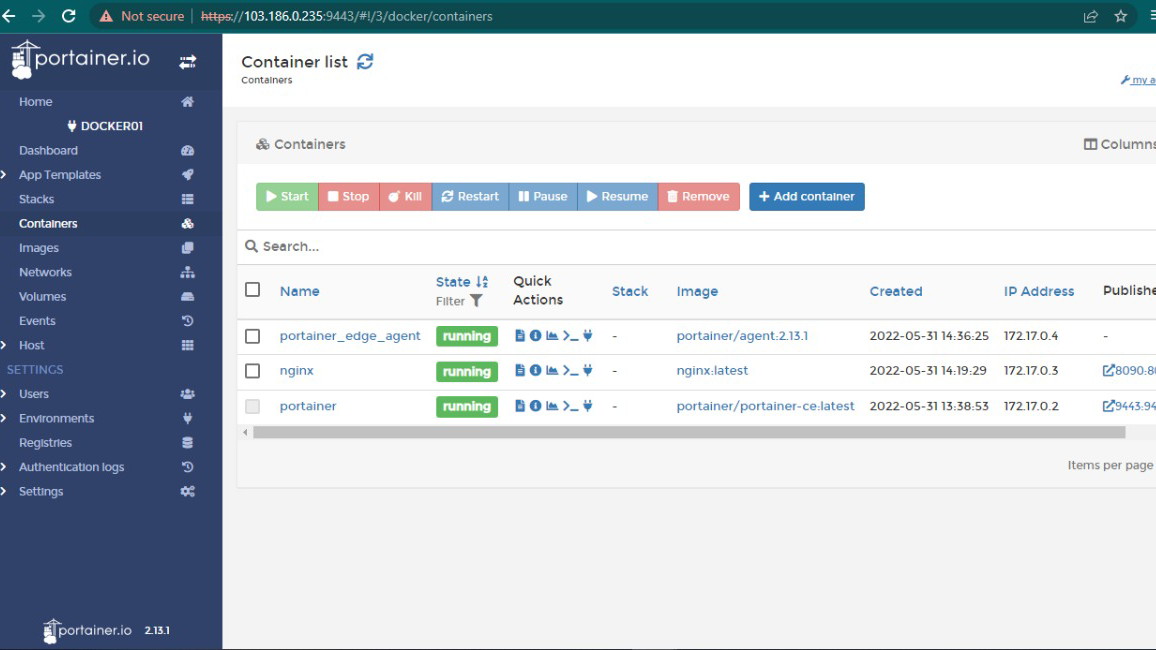 Not secure https://103.186.0.235:9443/#!/3/docker/containers
portainer.io
Home
DOCKER01
Dashboard
App Templates
Stacks
Containers
Images
Networks
Volumes
Events
Host
SETTINGS
Users
Environments
Registries
Authentication logs
Settings
portainer.io 2.13.1
Container list
Containers
my a
Containers Columns
Start Stop Kill Restart Pause Resume Remove Add container
Search...
Name State Filter Quick Actions Stack Image Created IP Address Publishe
portainer_edge_agent running - portainer/agent:2.13.1 2022-05-31 14:36:25 172.17.0.4 -
nginx running - nginx:latest 2022-05-31 14:19:29 172.17.0.3 8090:80
portainer running - portainer/portainer-ce:latest 2022-05-31 13:38:53 172.17.0.2 9443:94
Items per page